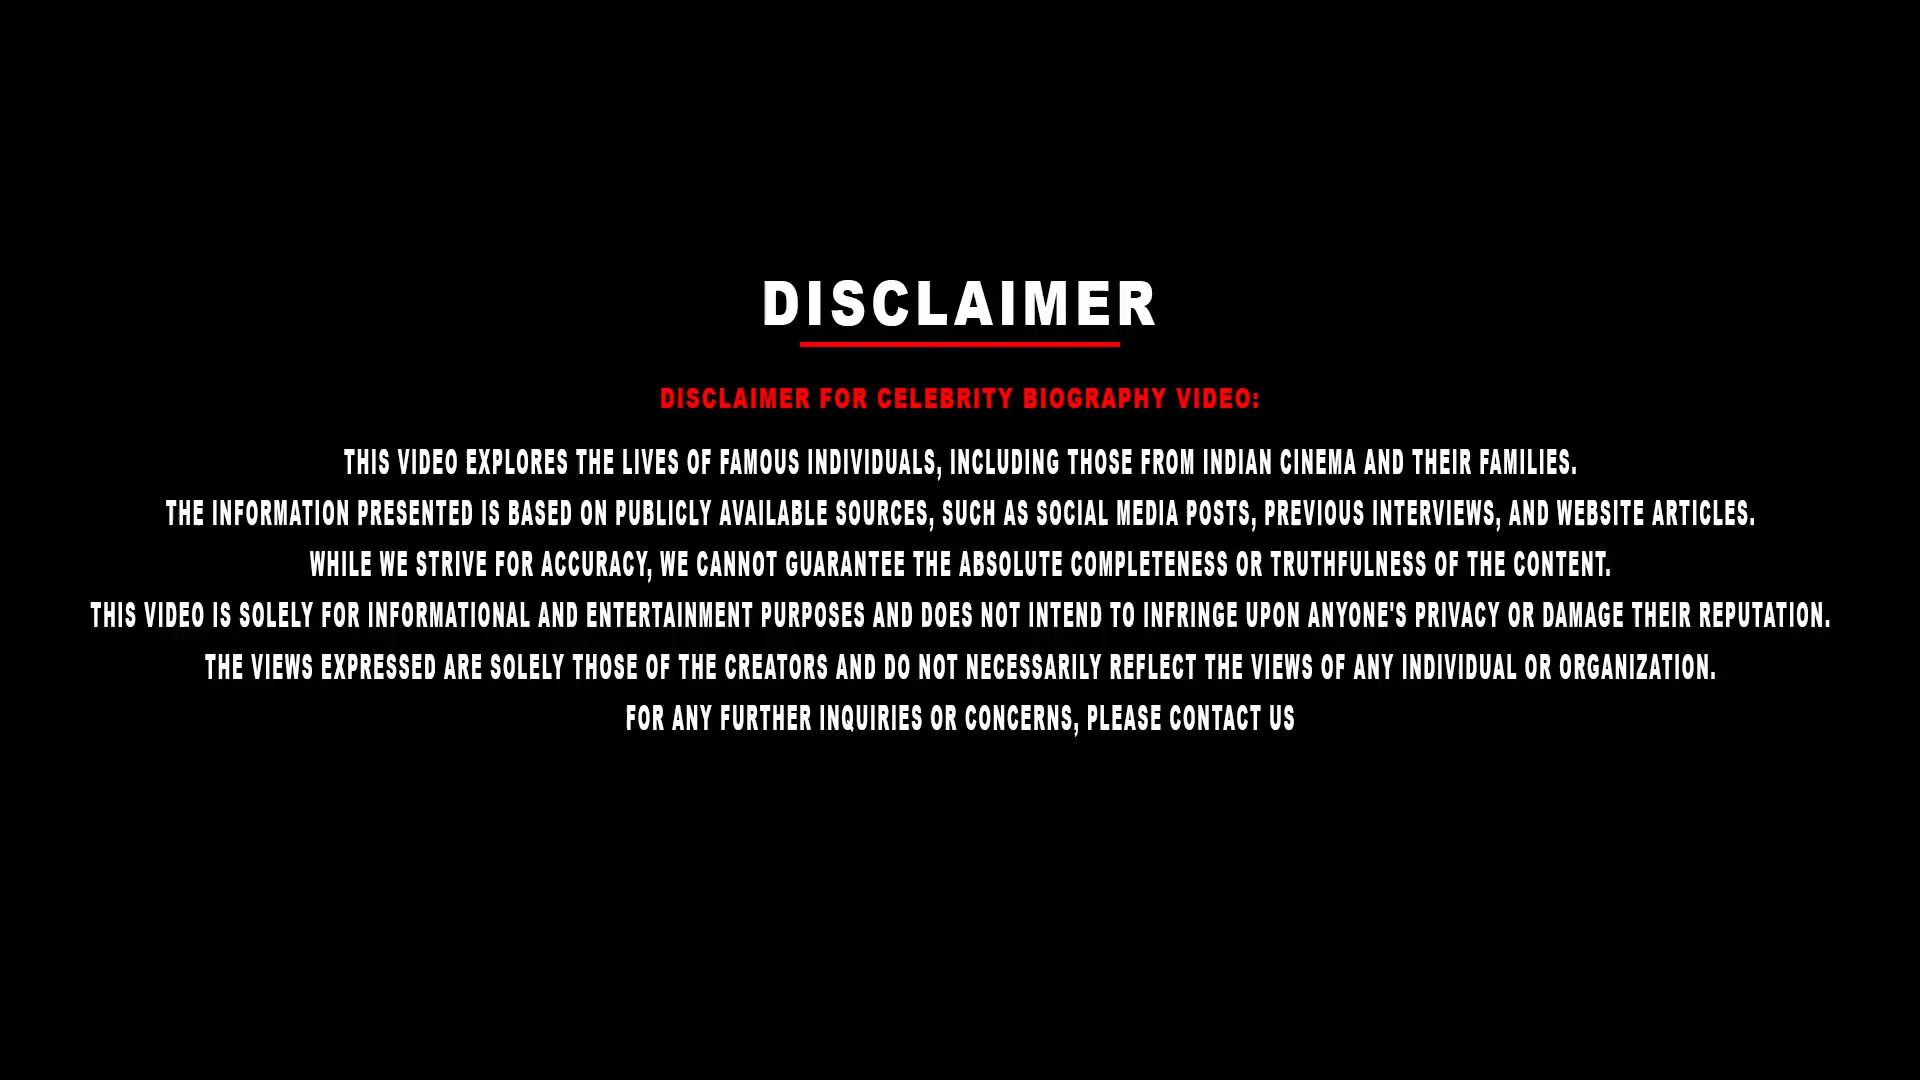 DISCLAIMER
DISCLAIMER FOR CELEBRITY BIOGRAPHY VIDEO:
THIS VIDEO EXPLORES THE LIVES OF FAMOUS INDIVIDUALS, INCLUDING THOSE FROM INDIAN CINEMA AND THEIR FAMILIES.
THE INFORMATION PRESENTED IS BASED ON PUBLICLY AVAILABLE SOURCES, SUCH AS SOCIAL MEDIA POSTS, PREVIOUS INTERVIEWS, AND WEBSITE ARTICLES.
WHILE WE STRIVE FOR ACCURACY, WE CANNOT GUARANTEE THE ABSOLUTE COMPLETENESS OR TRUTHFULNESS OF THE CONTENT.
THIS VIDEO IS SOLELY FOR INFORMATIONAL AND ENTERTAINMENT PURPOSES AND DOES NOT INTEND TO INFRINGE UPON ANYONE'S PRIVACY OR DAMAGE THEIR REPUTATION.
THE VIEWS EXPRESSED ARE SOLELY THOSE OF THE CREATORS AND DO NOT NECESSARILY REFLECT THE VIEWS OF ANY INDIVIDUAL OR ORGANIZATION.
FOR ANY FURTHER INQUIRIES OR CONCERNS, PLEASE CONTACT US